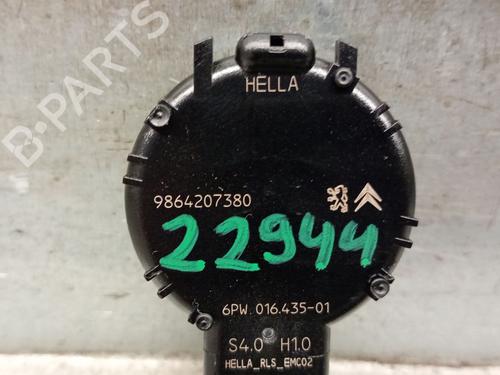 B-PARTS
HELLA
9864207380
22944
6PW.016.435-01
S4.0 H1.0
HELLA_RLS_EMC02